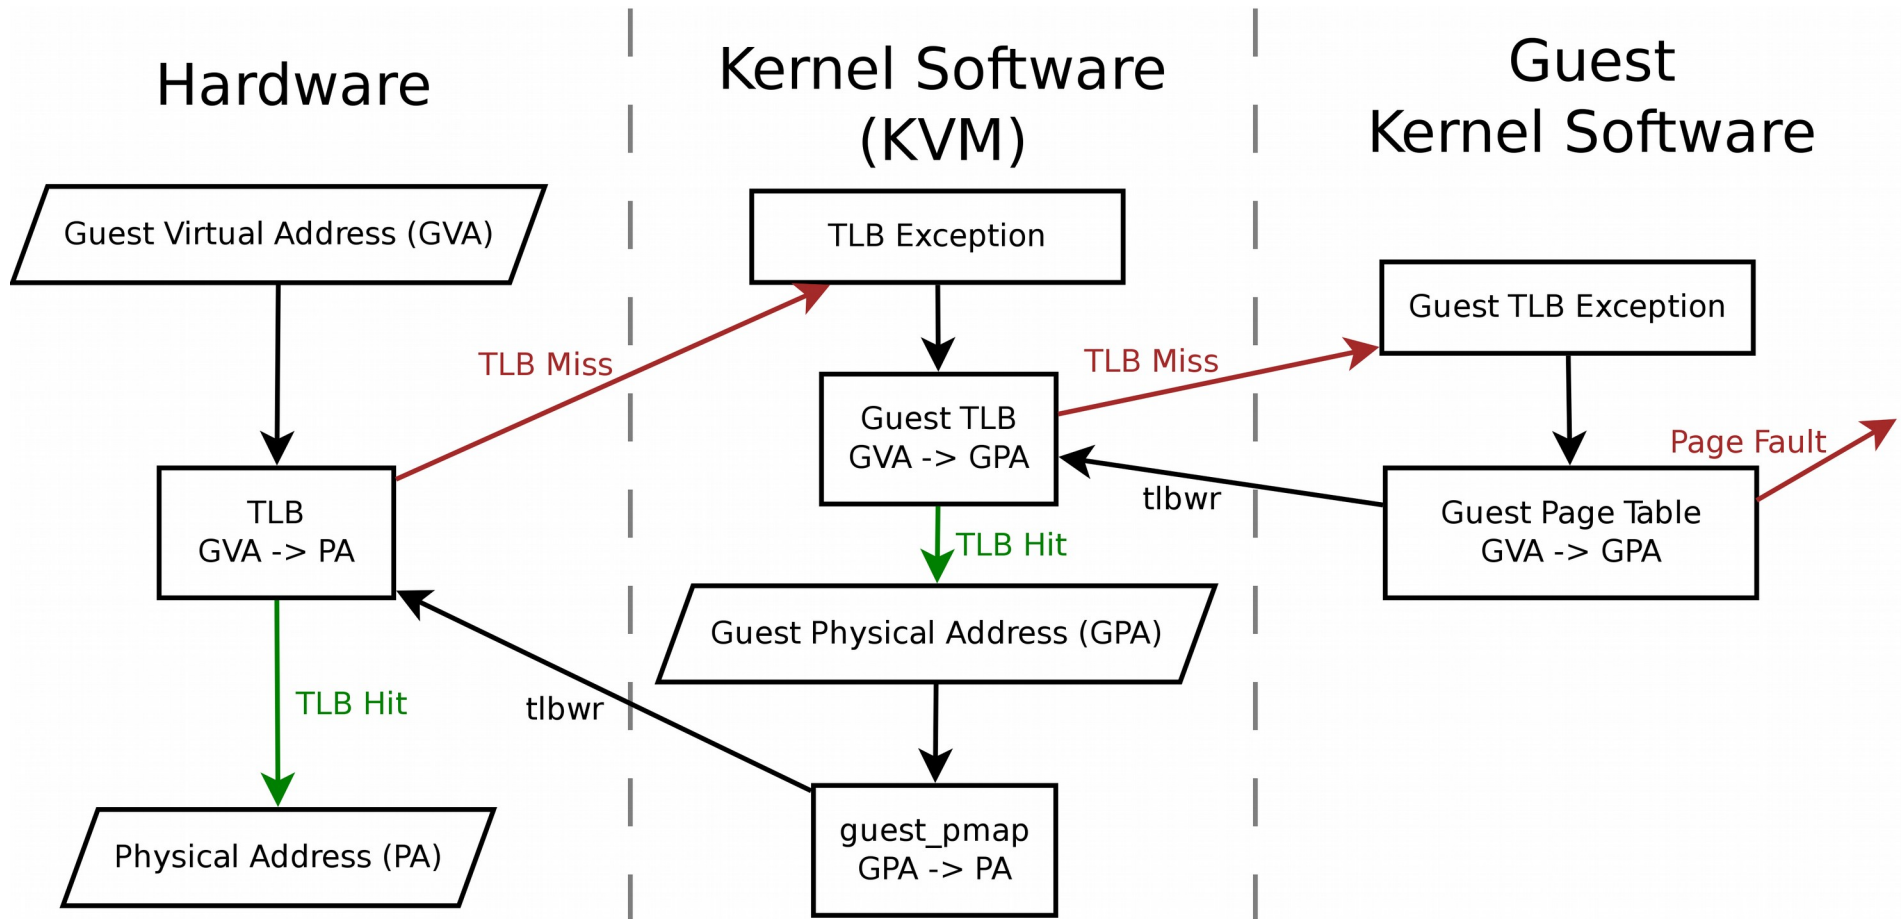 Hardware
Guest Virtual Address (GVA)
TLB Miss
TLB
GVA -> PA
TLB Hit
tlbwr
Physical Address (PA)
Kernel Software
(KVM)
TLB Exception
Guest TLB
GVA -> GPA
TLB Miss
tlbwr
TLB Hit
Guest Physical Address (GPA)
guest_pmap
GPA -> PA
Guest
Kernel Software
Guest TLB Exception
Page Fault
Guest Page Table
GVA -> GPA